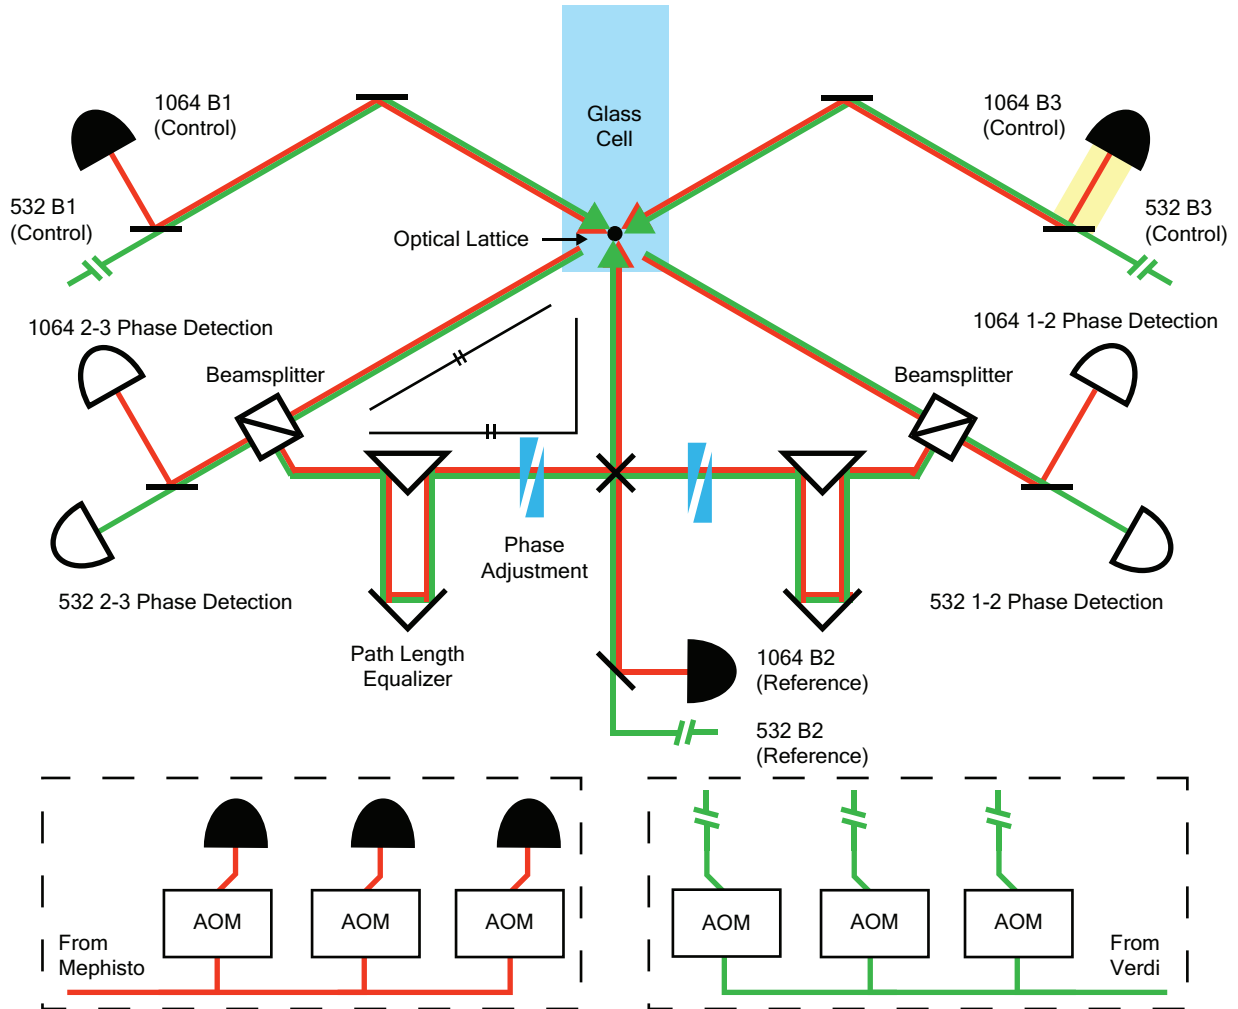 1064 B1
(Control)
Glass
Cell
1064 B3
(Control)
532 B1
(Control)
532 B3
(Control)
Optical Lattice
1064 2-3 Phase Detection
1064 1-2 Phase Detection
Beamsplitter
Beamsplitter
Phase
Adjustment
532 2-3 Phase Detection
532 1-2 Phase Detection
Path Length
Equalizer
1064 B2
(Reference)
532 B2
(Reference)
AOM
AOM
AOM
From
Mephisto
AOM
AOM
AOM
From
Verdi